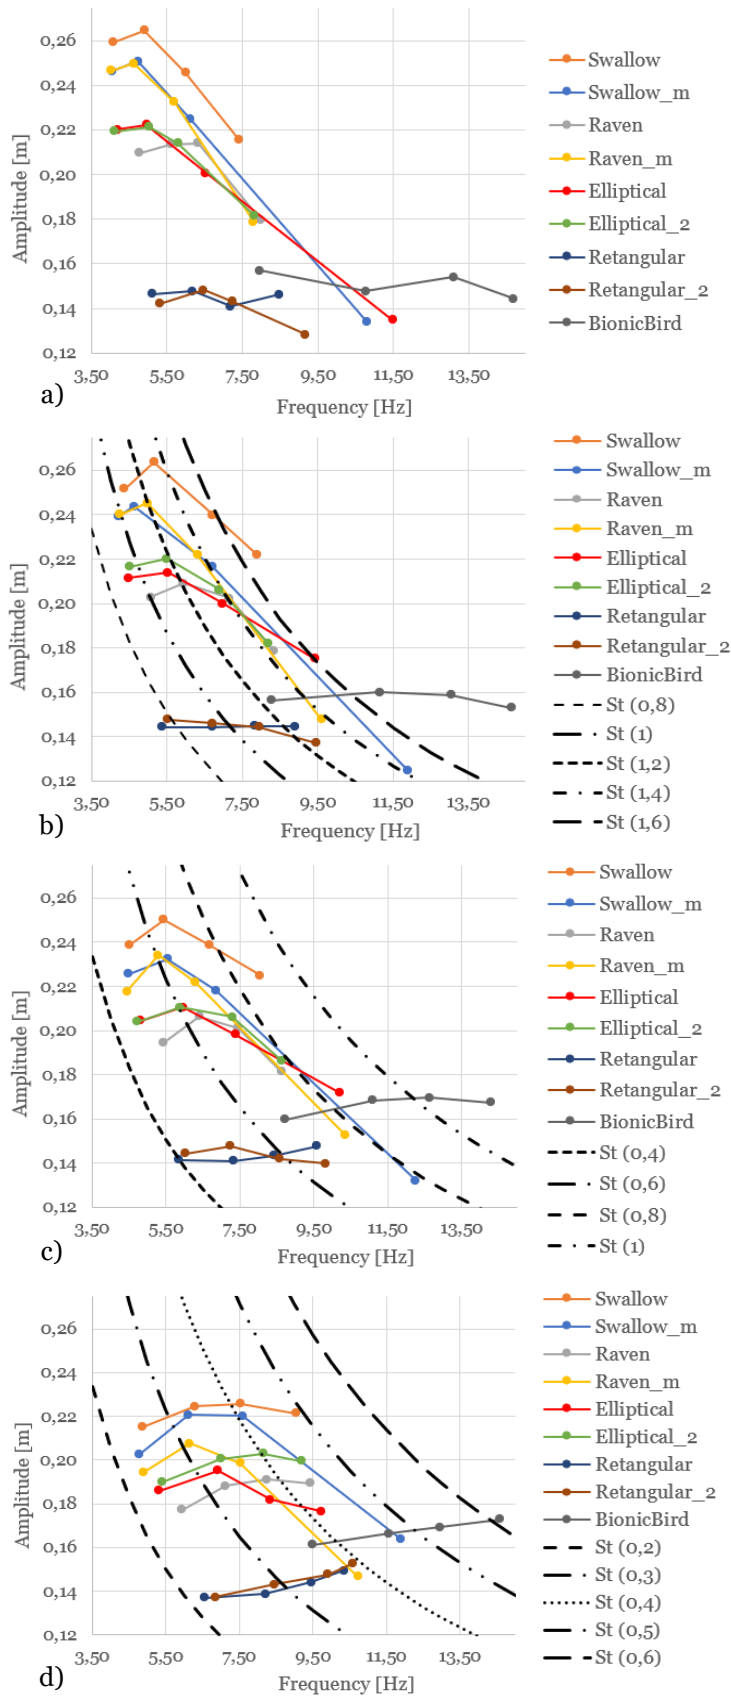 0,26
0,24
0,22
0,20
0,18
0,16
0,14
0,12
Amplitude [m]
3,50 5,50 7,50 9,50 11,50 13,50
Frequency [Hz]
a)
Swallow
Swallow_m
Raven
Raven_m
Elliptical
Elliptical_2
Retangular
Retangular_2
BionicBird
0,26
0,24
0,22
0,20
0,18
0,16
0,14
0,12
Amplitude [m]
3,50 5,50 7,50 9,50 11,50 13,50
Frequency [Hz]
b)
Swallow
Swallow_m
Raven
Raven_m
Elliptical
Elliptical_2
Retangular
Retangular_2
BionicBird
St (0,8)
St (1)
St (1,2)
St (1,4)
St (1,6)
0,26
0,24
0,22
0,20
0,18
0,16
0,14
0,12
Amplitude [m]
3,50 5,50 7,50 9,50 11,50 13,50
Frequency [Hz]
c)
Swallow
Swallow_m
Raven
Raven_m
Elliptical
Elliptical_2
Retangular
Retangular_2
BionicBird
St (0,4)
St (0,6)
St (0,8)
St (1)
0,26
0,24
0,22
0,20
0,18
0,16
0,14
0,12
Amplitude [m]
3,50 5,50 7,50 9,50 11,50 13,50
Frequency [Hz]
d)
Swallow
Swallow_m
Raven
Raven_m
Elliptical
Elliptical_2
Retangular
Retangular_2
BionicBird
St (0,2)
St (0,3)
St (0,4)
St (0,5)
St (0,6)